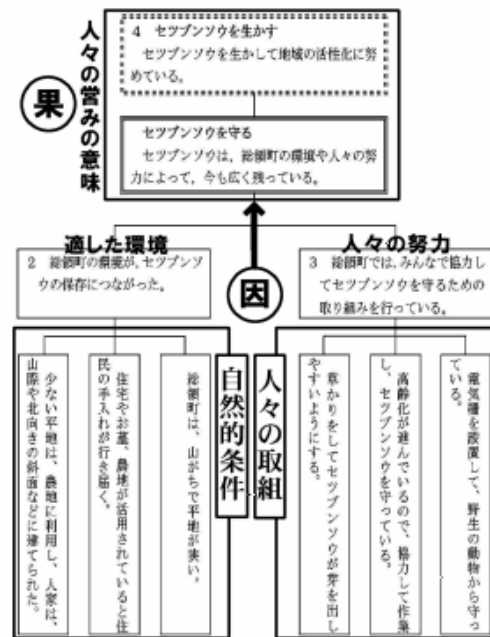 人々の営みの意味
果
4 セツブンソウを生かす
セツブンソウを生かして地域の活性化に努
めている。
セツブンソウを守る
セツブンソウは，総領町の環境や人々の努
力によって，今も広く残っている。
因
適した環境
2 総領町の環境が，セツブンソ
ウの保存につながった。
人々の努力
3 総領町では，みんなで協力し
てセツブンソウを守るための
取り組みを行っている。
自然的条件
総領町は、山がちで平地が狭い。
住宅やお墓、農地が活用されていると住
民の手入れが行き届く。
少ない平地は、農地に利用し、人家は、
山際や北向きの斜面などに建てられた。
人々の取組
電気柵を設置して、野生の動物から守っ
ている。
高齢化が進んでいるので、協力して作業
し、セツブンソウを守っている。
草かりをしてセツブンソウが芽を出し
やすいようにする。